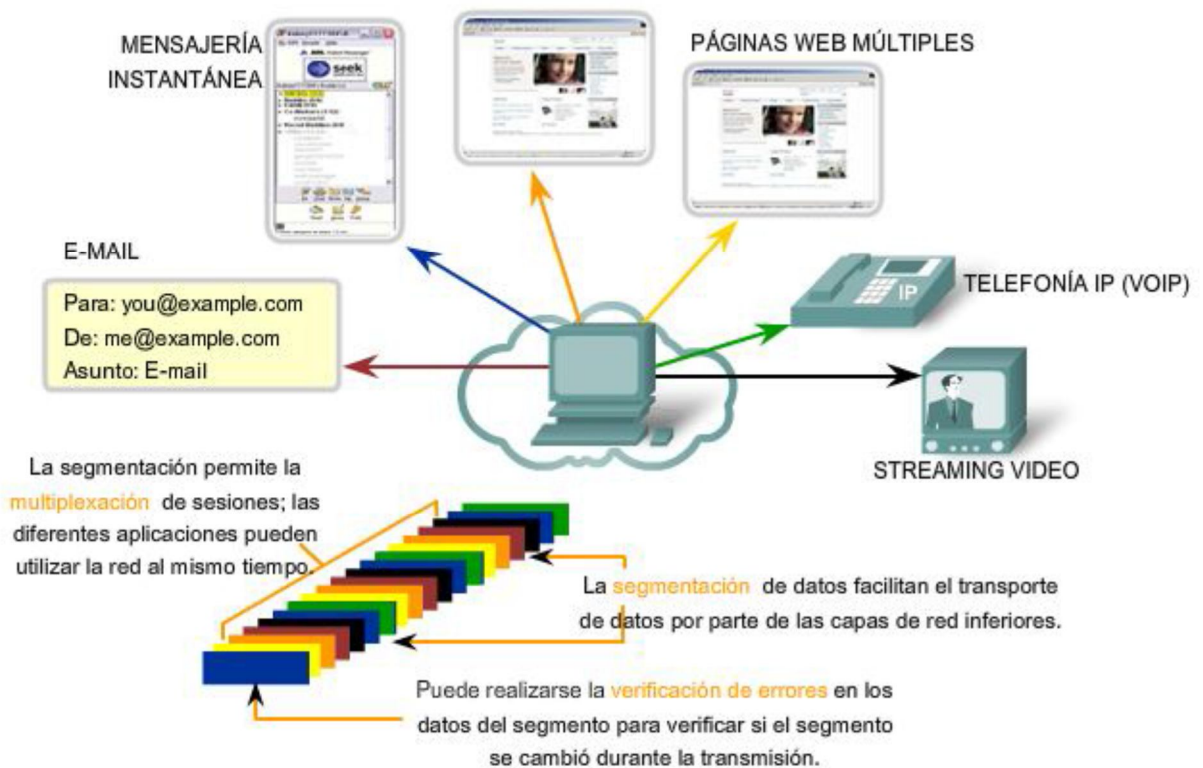 MENSAJERÍA
INSTANTÁNEA
seek
PÁGINAS WEB MÚLTIPLES
E-MAIL
Para: you@example.com
De: me@example.com
Asunto: E-mail
IP
TELEFONÍA IP (VOIP)
STREAMING VIDEO
La segmentación permite la
multiplexación de sesiones; las
diferentes aplicaciones pueden
utilizar la red al mismo tiempo.
La segmentación de datos facilitan el transporte
de datos por parte de las capas de red inferiores.
Puede realizarse la verificación de errores en los
datos del segmento para verificar si el segmento
se cambió durante la transmisión.